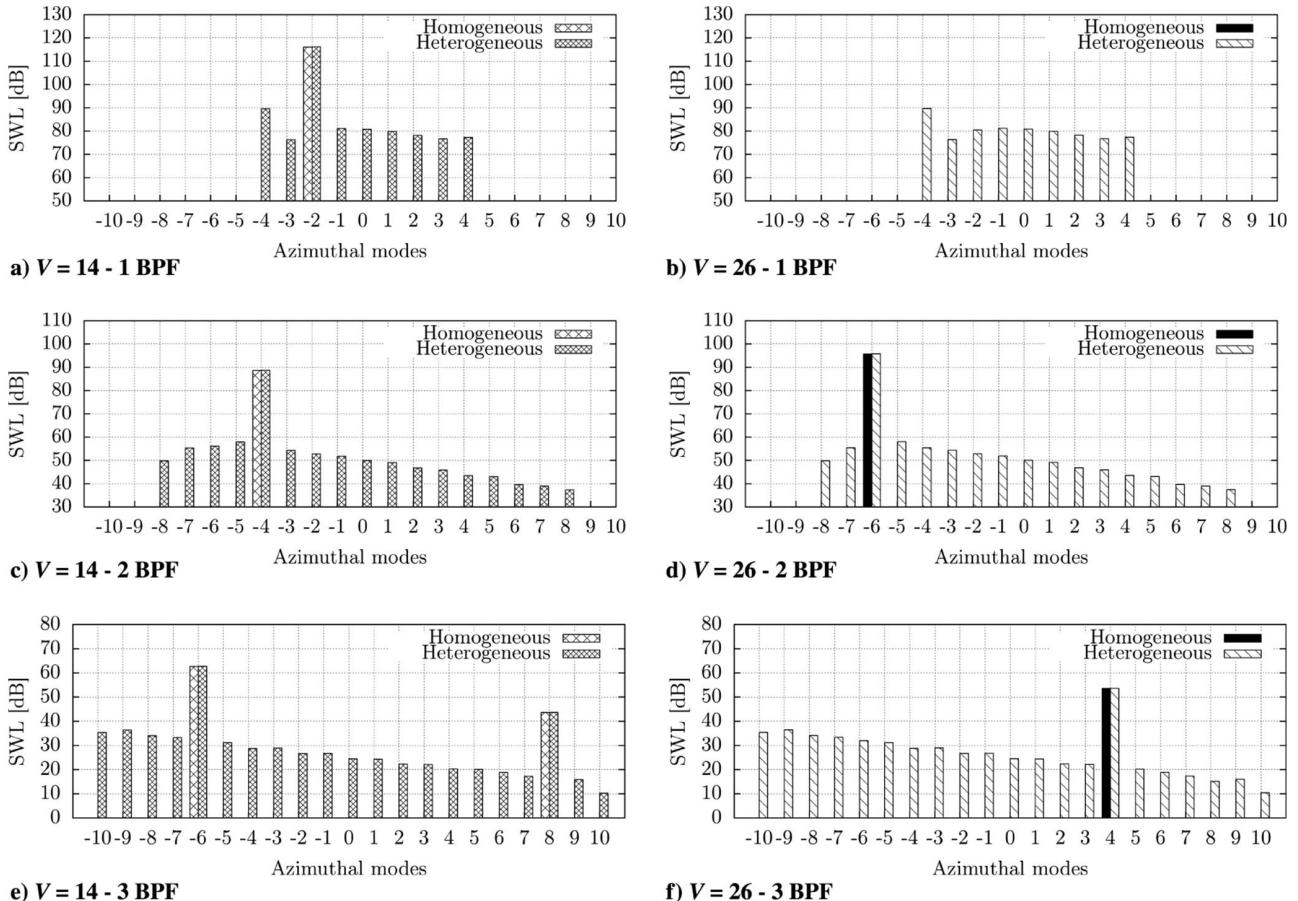 130
120
110
100
90
80
70
60
50
SWL [dB]
Homogeneous
Heterogeneous
-10 -9 -8 -7 -6 -5 -4 -3 -2 -1 0 1 2 3 4 5 6 7 8 9 10
Azimuthal modes
a) V = 14 - 1 BPF
130
120
110
100
90
80
70
60
50
SWL [dB]
Homogeneous
Heterogeneous
-10 -9 -8 -7 -6 -5 -4 -3 -2 -1 0 1 2 3 4 5 6 7 8 9 10
Azimuthal modes
b) V = 26 - 1 BPF
110
100
90
80
70
60
50
40
30
SWL [dB]
Homogeneous
Heterogeneous
-10 -9 -8 -7 -6 -5 -4 -3 -2 -1 0 1 2 3 4 5 6 7 8 9 10
Azimuthal modes
c) V = 14 - 2 BPF
110
100
90
80
70
60
50
40
30
SWL [dB]
Homogeneous
Heterogeneous
-10 -9 -8 -7 -6 -5 -4 -3 -2 -1 0 1 2 3 4 5 6 7 8 9 10
Azimuthal modes
d) V = 26 - 2 BPF
80
70
60
50
40
30
20
10
0
SWL [dB]
Homogeneous
Heterogeneous
-10 -9 -8 -7 -6 -5 -4 -3 -2 -1 0 1 2 3 4 5 6 7 8 9 10
Azimuthal modes
e) V = 14 - 3 BPF
80
70
60
50
40
30
20
10
0
SWL [dB]
Homogeneous
Heterogeneous
-10 -9 -8 -7 -6 -5 -4 -3 -2 -1 0 1 2 3 4 5 6 7 8 9 10
Azimuthal modes
f) V = 26 - 3 BPF